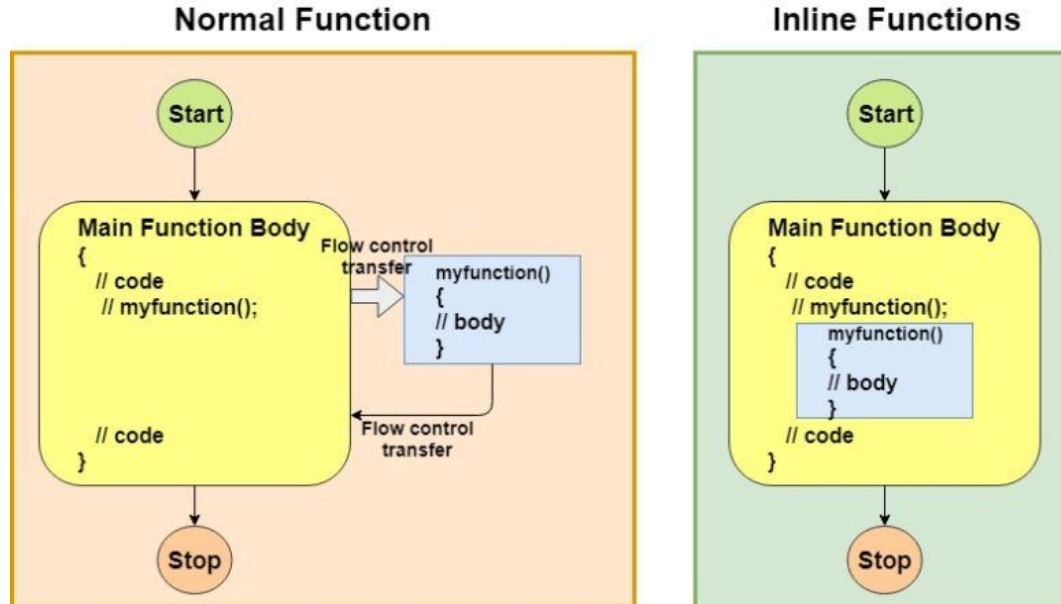 Normal Function
Start
Main Function Body
{
// code
// myfunction();
// code
}
Flow control
transfer
myfunction()
{
// body
}
Flow control
transfer
Stop
Inline Functions
Start
Main Function Body
{
// code
// myfunction();
myfunction()
{
// body
}
// code
}
Stop